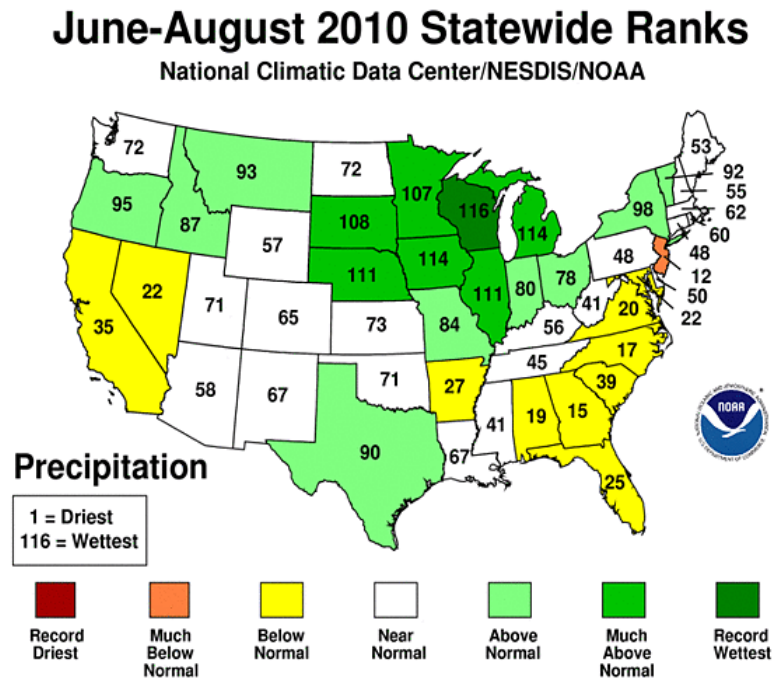 June-August 2010 Statewide Ranks
National Climatic Data Center/NESDIS/NOAA
72
93
72
107
116
53
92
55
62
60
48
12
50
22
95
87
57
108
114
98
48
114
111
111
80
78
41
20
35
22
71
65
73
84
56
17
58
67
71
27
45
39
90
67
41
19
15
25
NOAA
Precipitation
1 = Driest
116 = Wettest
Record
Driest
Much
Below
Normal
Below
Normal
Near
Normal
Above
Normal
Much
Above
Normal
Record
Wettest